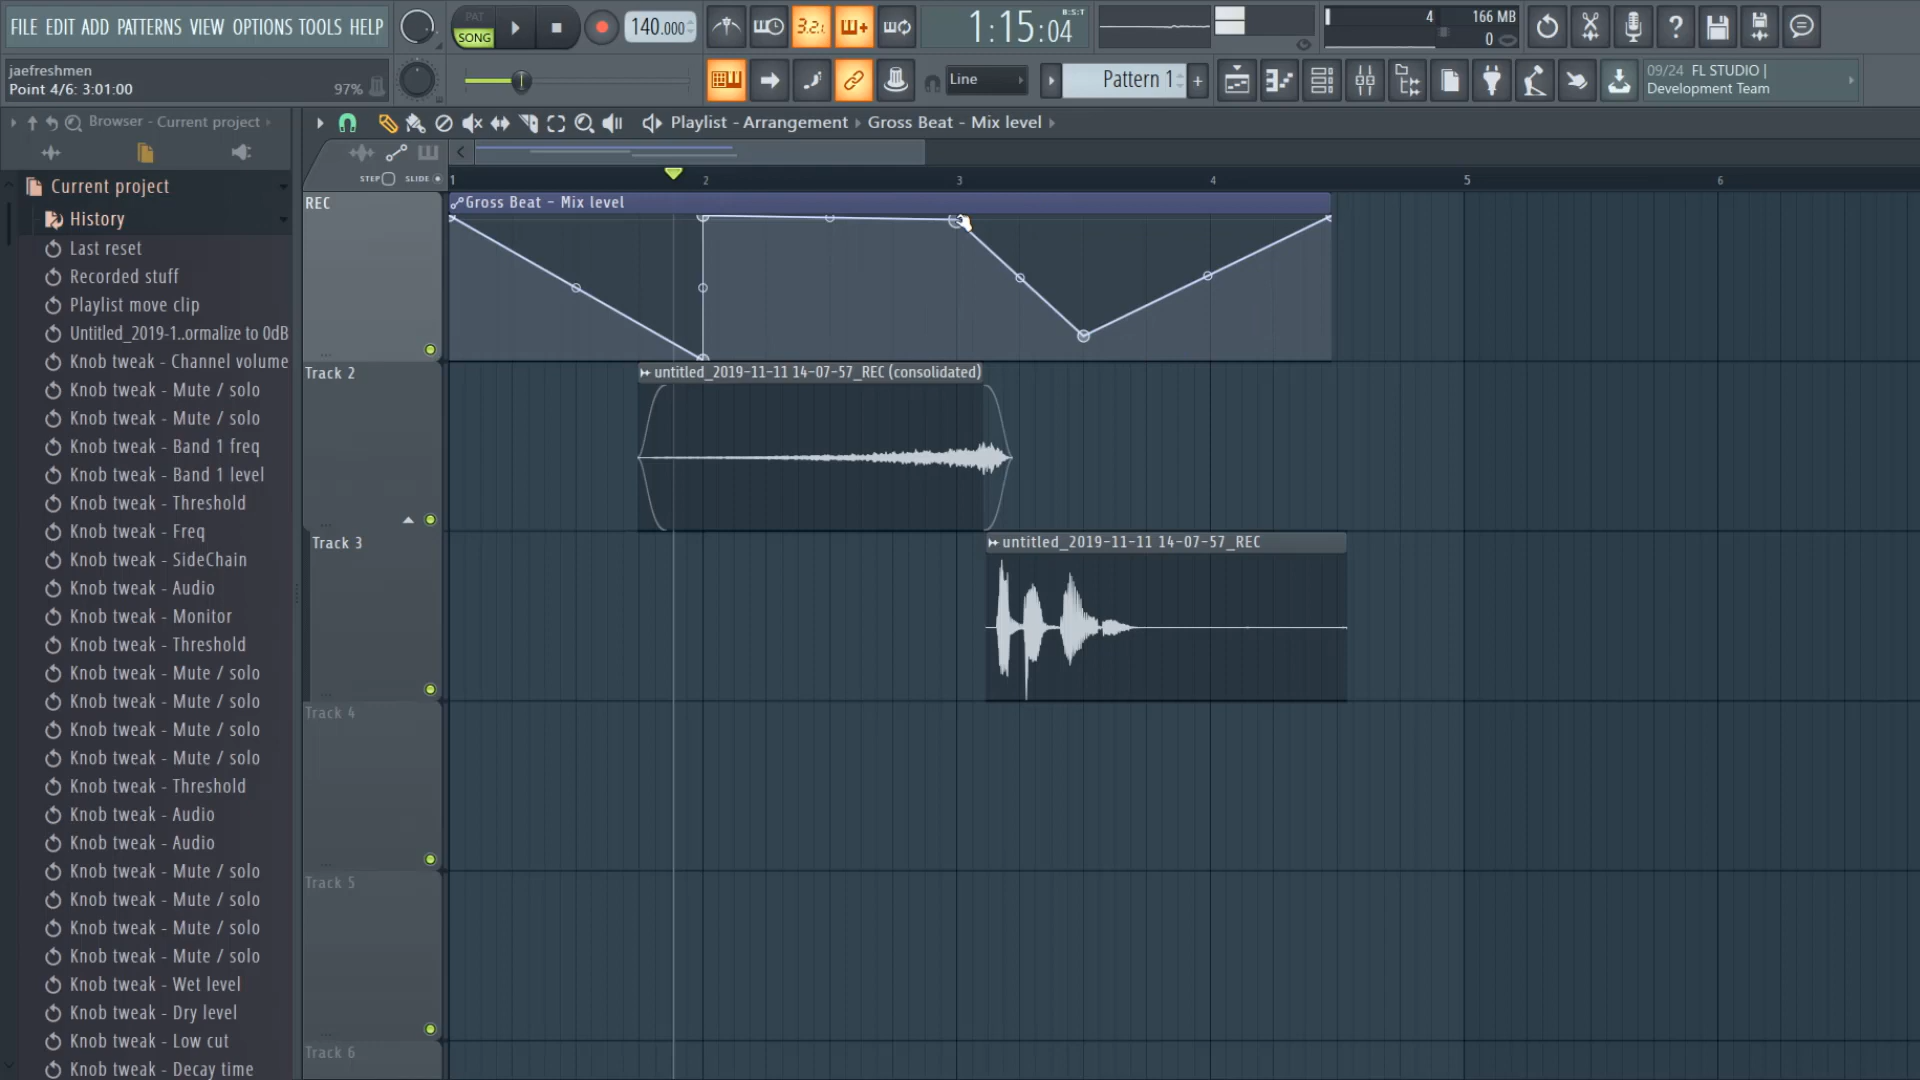 FILE EDIT ADD PATTERNS VIEW OPTIONS TOOLS HELP
PAT
SONG
140.000
3.2.1
1:15:04
B:S:T
4
166 MB
0
jaefreshmen
Point 4/6: 3:01:00
97%
Line
Pattern 1
09/24 FL STUDIO |
Development Team
Browser - Current project
Playlist - Arrangement
Gross Beat - Mix level
STEP
SLIDE
1
2
3
4
5
6
Current project
History
Last reset
Recorded stuff
Playlist move clip
Untitled_2019-1..ormalize to 0dB
Knob tweak - Channel volume
Knob tweak - Mute / solo
Knob tweak - Mute / solo
Knob tweak - Band 1 freq
Knob tweak - Band 1 level
Knob tweak - Threshold
Knob tweak - Freq
Knob tweak - SideChain
Knob tweak - Audio
Knob tweak - Monitor
Knob tweak - Threshold
Knob tweak - Mute / solo
Knob tweak - Mute / solo
Knob tweak - Mute / solo
Knob tweak - Mute / solo
Knob tweak - Threshold
Knob tweak - Audio
Knob tweak - Audio
Knob tweak - Mute / solo
Knob tweak - Mute / solo
Knob tweak - Mute / solo
Knob tweak - Mute / solo
Knob tweak - Wet level
Knob tweak - Dry level
Knob tweak - Low cut
Knob tweak - Decay time
REC
Gross Beat - Mix level
Track 2
untitled_2019-11-11 14-07-57_REC (consolidated)
Track 3
untitled_2019-11-11 14-07-57_REC
Track 4
Track 5
Track 6